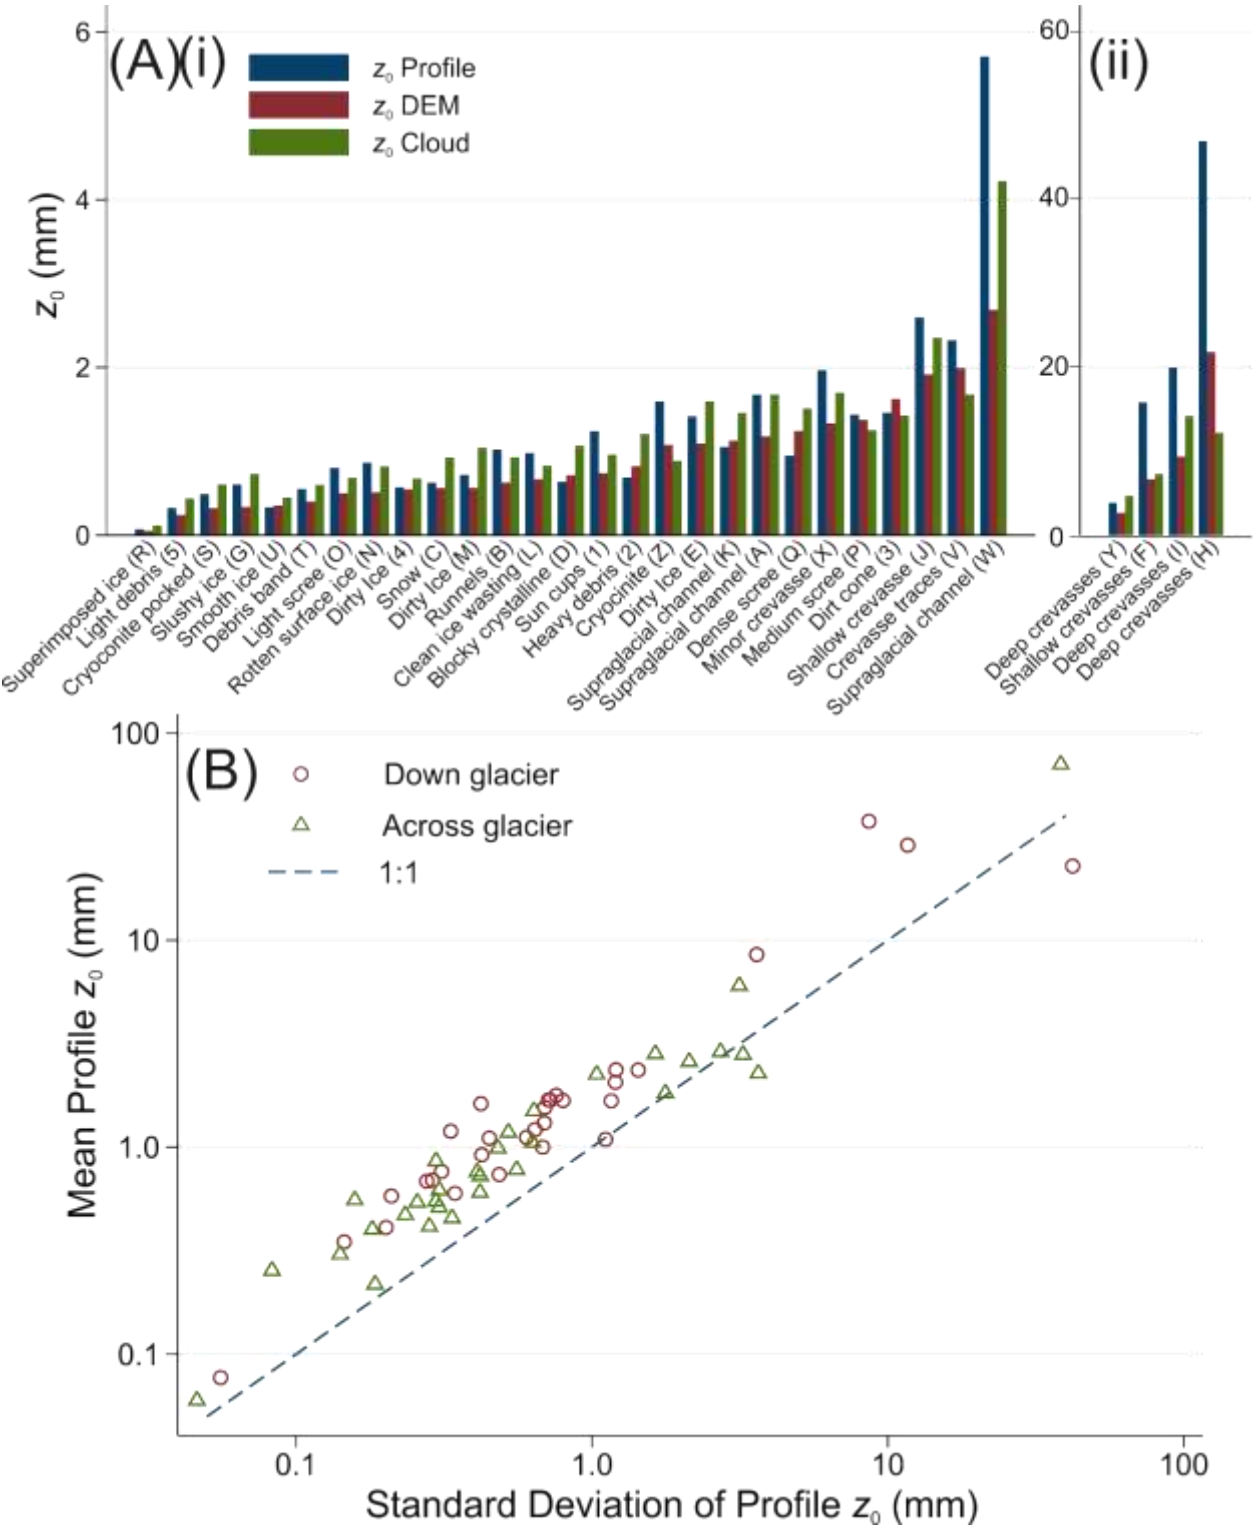 (A)(i)
z₀ Profile
z₀ DEM
z₀ Cloud
6
4
2
0
z₀ (mm)
Superimposed ice (R)
Light debris (5)
Cryoconite pocked (S)
Slushy ice (G)
Smooth ice (U)
Debris band (T)
Light scree (O)
Rotten surface ice (N)
Dirty Ice (4)
Snow (C)
Dirty Ice (M)
Runnels (B)
Clean ice wasting (L)
Blocky crystalline (D)
Sun cups (1)
Heavy debris (2)
Cryocinite (Z)
Dirty Ice (E)
Supraglacial channel (K)
Supraglacial channel (A)
Dense scree (Q)
Minor crevasse (X)
Medium scree (P)
Dirt cone (3)
Shallow crevasse (J)
Crevasse traces (V)
Supraglacial channel (W)
(ii)
60
40
20
0
Deep crevasses (Y)
Shallow crevasses (F)
Deep crevasses (I)
Deep crevasses (H)
(B)
Down glacier
Across glacier
1:1
100
10
1.0
0.1
Mean Profile z₀ (mm)
0.1
1.0
10
100
Standard Deviation of Profile z₀ (mm)